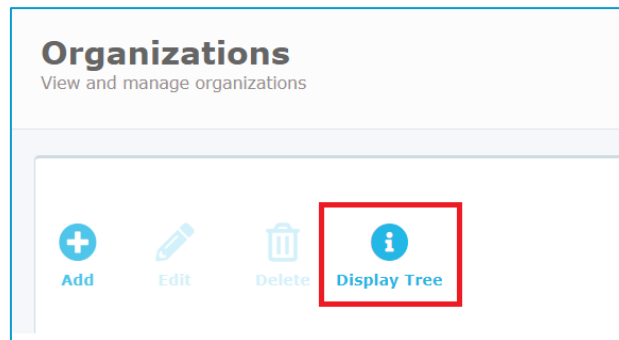 Organizations
View and manage organizations
Add Edit Delete Display Tree